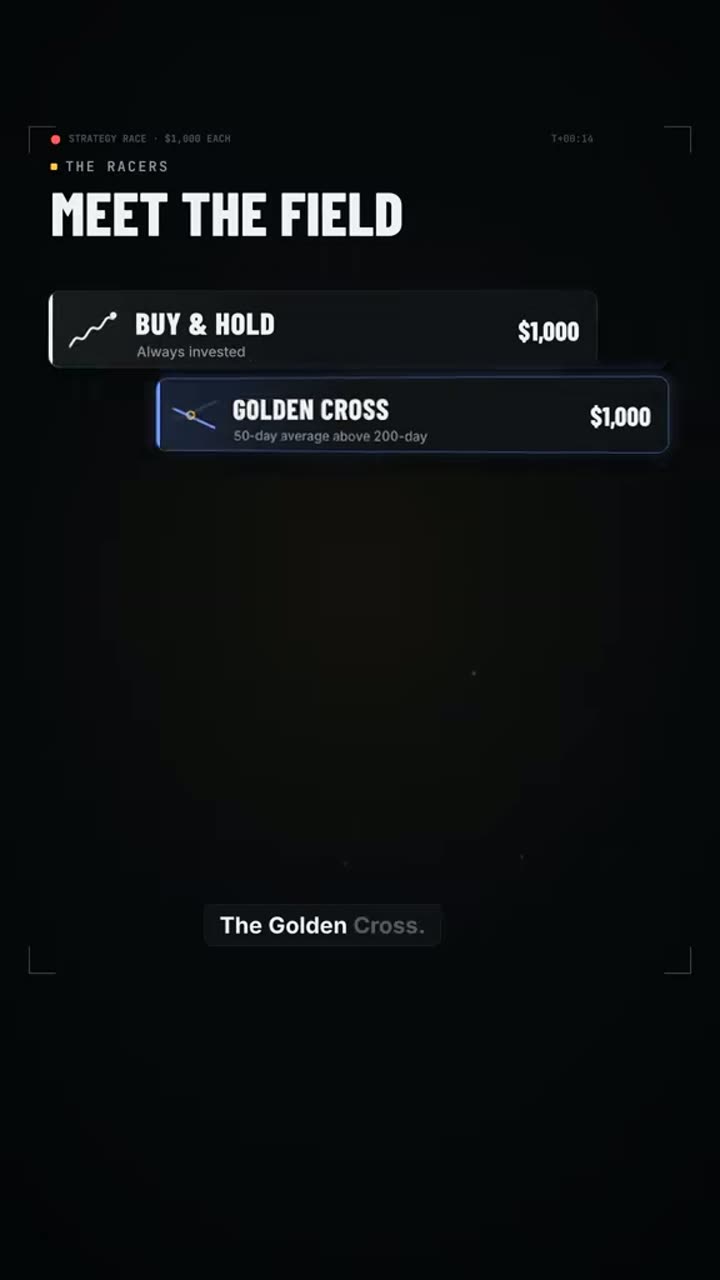 STRATEGY RACE · $1,000 EACH
T+00:14
THE RACERS
MEET THE FIELD
BUY & HOLD
$1,000
Always invested
GOLDEN CROSS
$1,000
50-day average above 200-day
The Golden Cross.